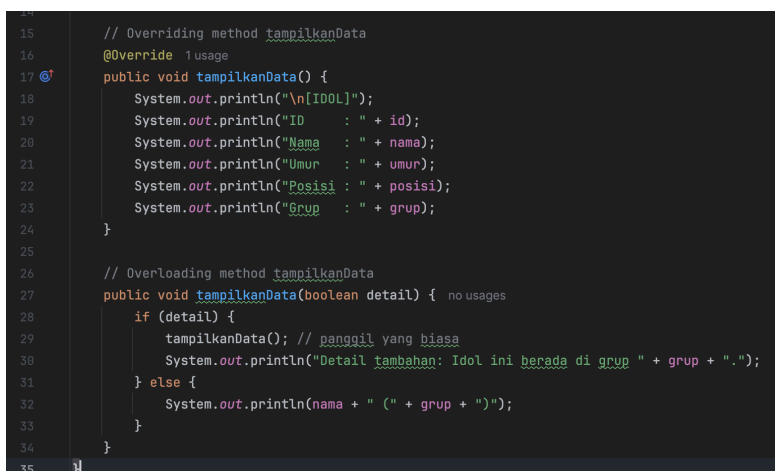 14
15 // Overriding method tampilkanData
16 @Override 1 usage
17 public void tampilkanData() {
18 System.out.println("\n[IDOL]");
19 System.out.println("ID     : " + id);
20 System.out.println("Nama   : " + nama);
21 System.out.println("Umur   : " + umur);
22 System.out.println("Posisi : " + posisi);
23 System.out.println("Grup   : " + grup);
24 }
25
26 // Overloading method tampilkanData
27 public void tampilkanData(boolean detail) { no usages
28 if (detail) {
29 tampilkanData(); // panggil yang biasa
30 System.out.println("Detail tambahan: Idol ini berada di grup " + grup + ".");
31 } else {
32 System.out.println(nama + " (" + grup + ")");
33 }
34 }
35 }